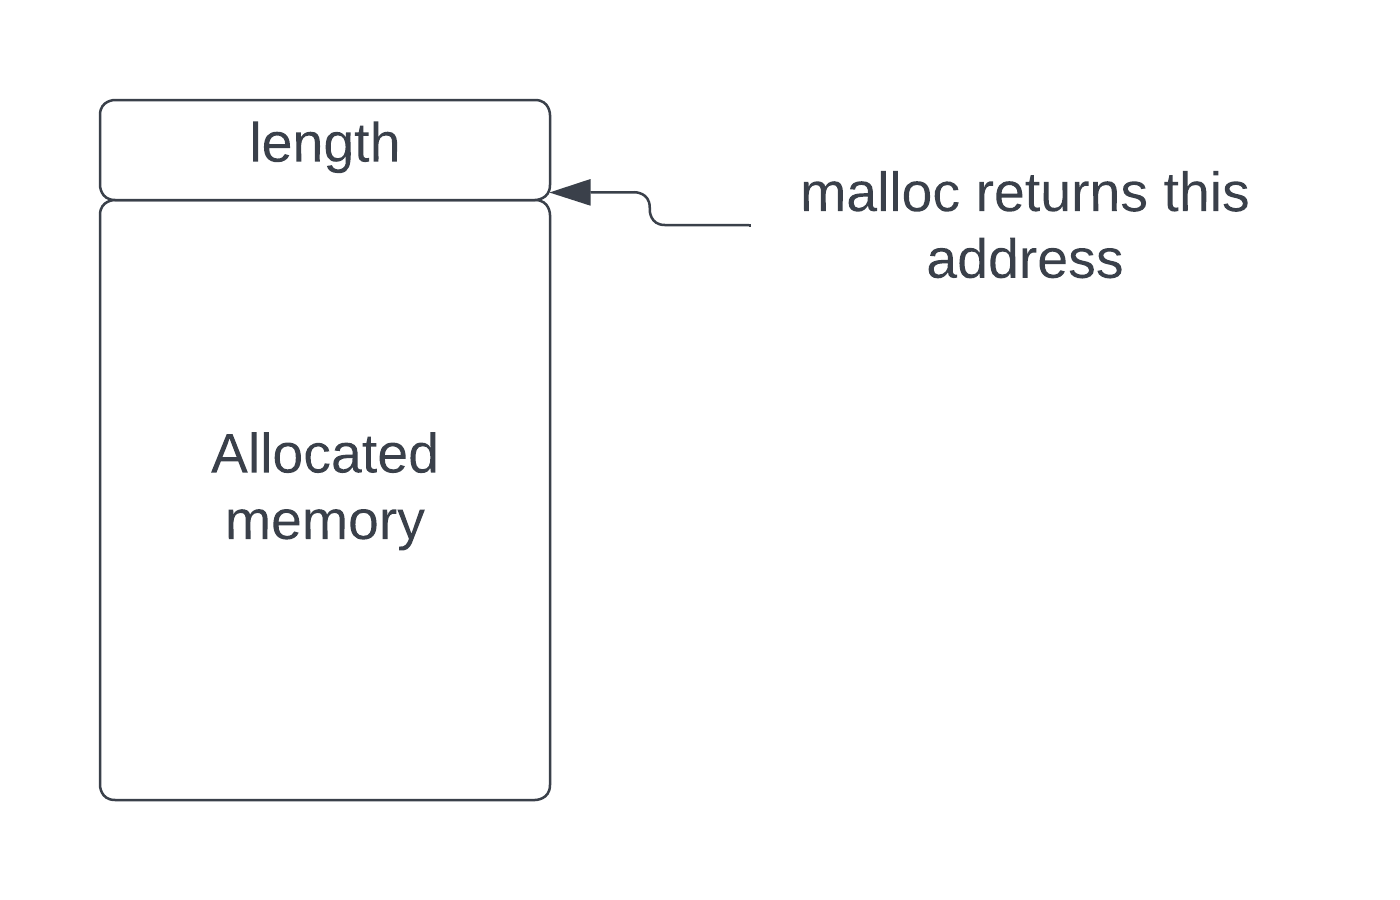 length
malloc returns this
address
Allocated
memory